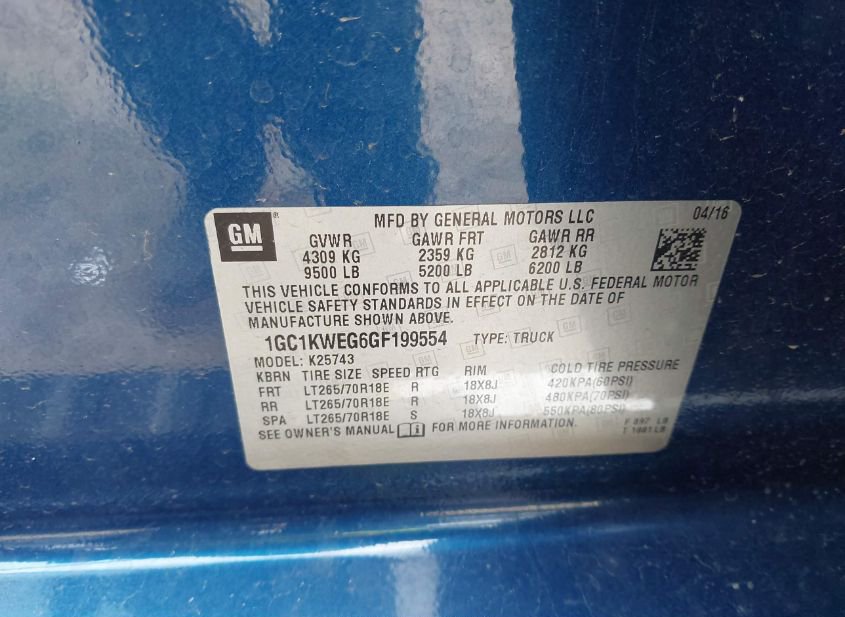 GM ® MFD BY GENERAL MOTORS LLC 04/16
GVWR GAWR FRT GAWR RR
4309 KG 2359 KG 2812 KG
9500 LB 5200 LB 6200 LB
THIS VEHICLE CONFORMS TO ALL APPLICABLE U.S. FEDERAL MOTOR
VEHICLE SAFETY STANDARDS IN EFFECT ON THE DATE OF
MANUFACTURE SHOWN ABOVE.
1GC1KWEG6GF199554 TYPE: TRUCK
MODEL: K25743
KBRN TIRE SIZE SPEED RTG RIM COLD TIRE PRESSURE
FRT LT265/70R18E R 18X8J 420KPA(60PSI)
RR LT265/70R18E R 18X8J 480KPA(70PSI)
SPA LT265/70R18E S 18X8J 550KPA(80PSI)
SEE OWNER'S MANUAL FOR MORE INFORMATION.
F 897 LB
T 1081 LB